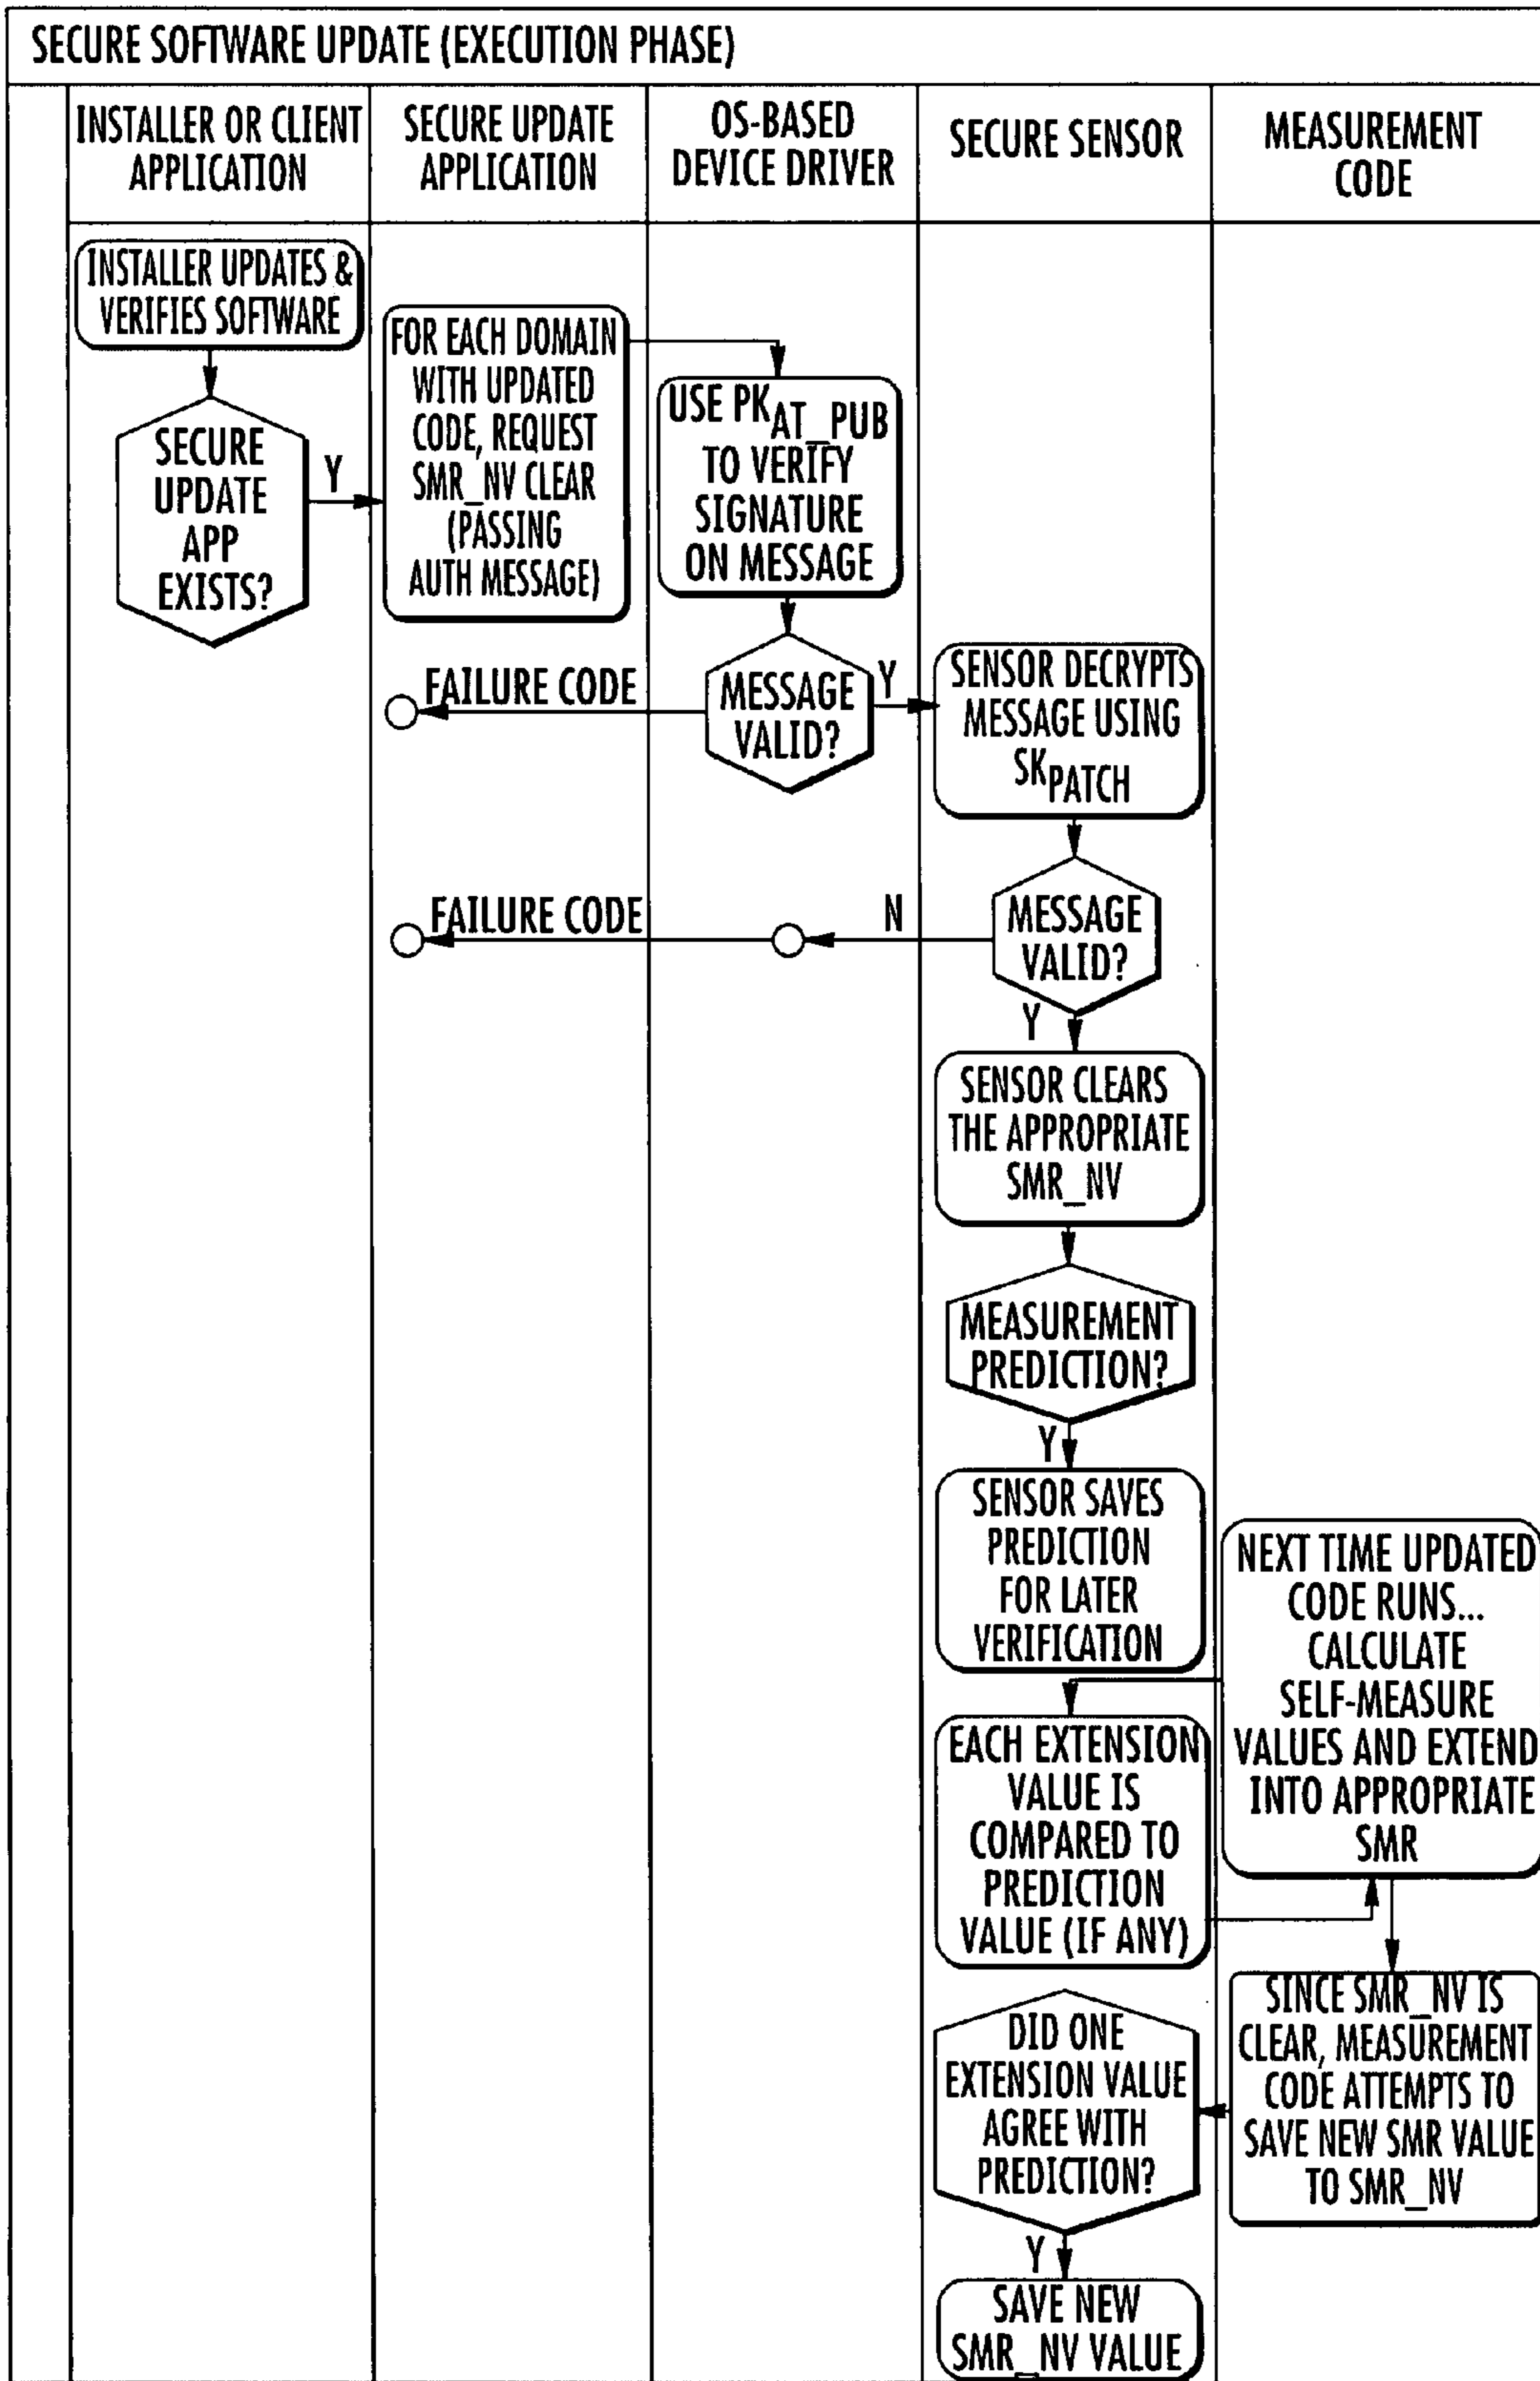 SECURE SOFTWARE UPDATE (EXECUTION PHASE)
INSTALLER OR CLIENT
APPLICATION
SECURE UPDATE
APPLICATION
OS-BASED
DEVICE DRIVER
SECURE SENSOR
MEASUREMENT
CODE
INSTALLER UPDATES &
VERIFIES SOFTWARE
SECURE
UPDATE
APP
EXISTS?
Y
FOR EACH DOMAIN
WITH UPDATED
CODE, REQUEST
SMR_NV CLEAR
(PASSING
AUTH MESSAGE)
USE PKAT_PUB
TO VERIFY
SIGNATURE
ON MESSAGE
MESSAGE
VALID?
FAILURE CODE
Y
SENSOR DECRYPTS
MESSAGE USING
SKPATCH
MESSAGE
VALID?
N
FAILURE CODE
Y
SENSOR CLEARS
THE APPROPRIATE
SMR_NV
MEASUREMENT
PREDICTION?
Y
SENSOR SAVES
PREDICTION
FOR LATER
VERIFICATION
NEXT TIME UPDATED
CODE RUNS...
CALCULATE
SELF-MEASURE
VALUES AND EXTEND
INTO APPROPRIATE
SMR
EACH EXTENSION
VALUE IS
COMPARED TO
PREDICTION
VALUE (IF ANY)
SINCE SMR_NV IS
CLEAR, MEASUREMENT
CODE ATTEMPTS TO
SAVE NEW SMR VALUE
TO SMR_NV
DID ONE
EXTENSION VALUE
AGREE WITH
PREDICTION?
Y
SAVE NEW
SMR_NV VALUE